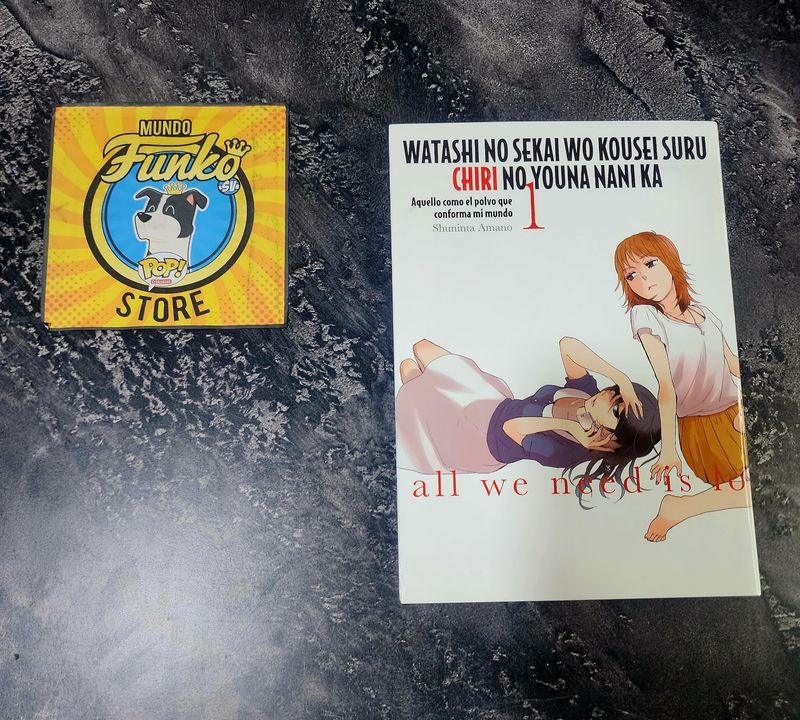 MUNDO
Funko
SV
POP!
STORE
WATASHI NO SEKAI WO KOUSEI SURU
CHIRI NO YOUNA NANI KA
Aquello como el polvo que
conforma mi mundo
Shuninta Amano
1
all we need is lo